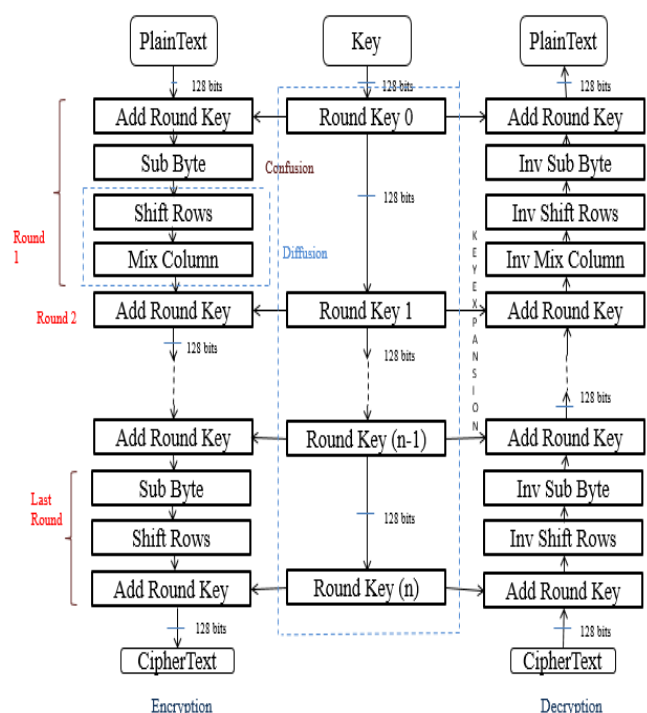 PlainText
Key
PlainText
128 bits
128 bits
128 bits
Add Round Key
Round Key 0
Add Round Key
Sub Byte
Confusion
Inv Sub Byte
Shift Rows
128 bits
Inv Shift Rows
Round
1
Mix Column
Diffusion
Inv Mix Column
KEYEXPANSION
Round 2
Add Round Key
Round Key 1
Add Round Key
128 bits
128 bits
128 bits
Add Round Key
Round Key (n-1)
Add Round Key
Last
Round
Sub Byte
Inv Sub Byte
128 bits
Shift Rows
Inv Shift Rows
Add Round Key
Round Key (n)
Add Round Key
128 bits
128 bits
CipherText
CipherText
Encryption
Decryption